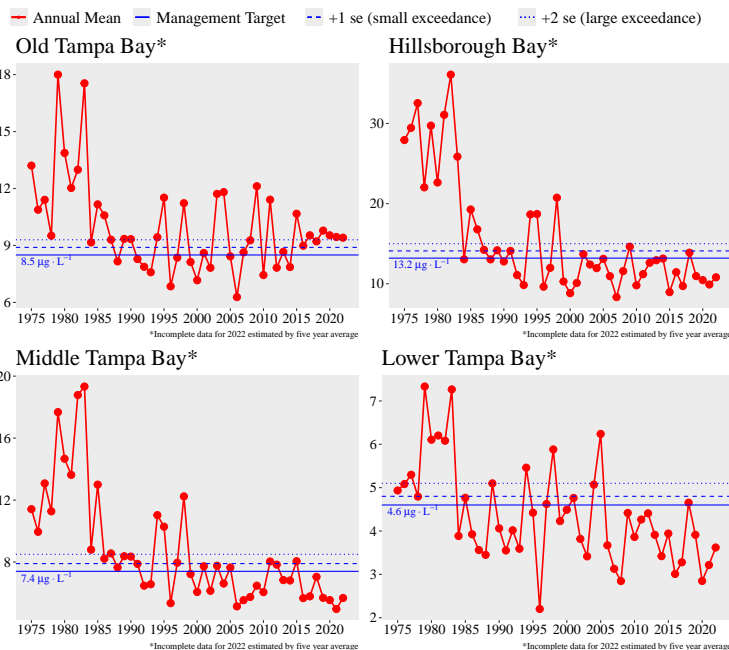 Annual Mean Management Target +1 se (small exceedance) +2 se (large exceedance)
Old Tampa Bay*
18
15
12
9
6
8.5 μg · L⁻¹
1975 1980 1985 1990 1995 2000 2005 2010 2015 2020
*Incomplete data for 2022 estimated by five year average
Hillsborough Bay*
30
20
10
13.2 μg · L⁻¹
1975 1980 1985 1990 1995 2000 2005 2010 2015 2020
*Incomplete data for 2022 estimated by five year average
Middle Tampa Bay*
20
16
12
8
7.4 μg · L⁻¹
1975 1980 1985 1990 1995 2000 2005 2010 2015 2020
*Incomplete data for 2022 estimated by five year average
Lower Tampa Bay*
7
6
5
4
3
2
4.6 μg · L⁻¹
1975 1980 1985 1990 1995 2000 2005 2010 2015 2020
*Incomplete data for 2022 estimated by five year average